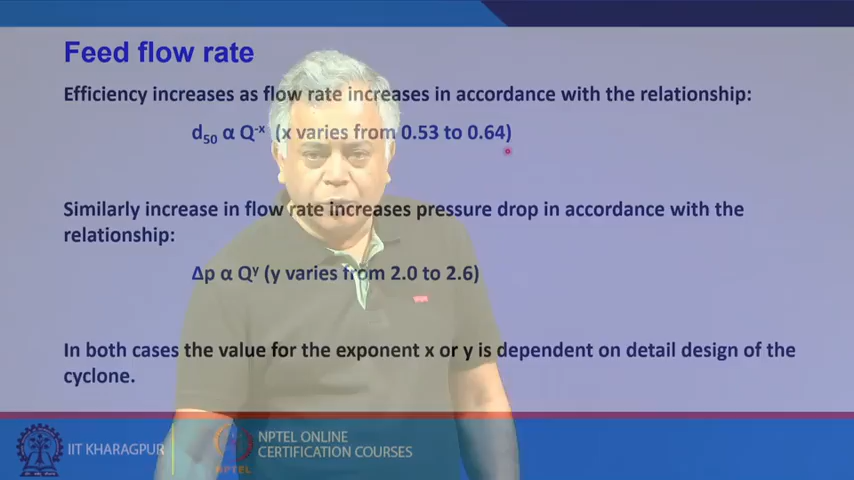 Feed flow rate
Efficiency increases as flow rate increases in accordance with the relationship:
d₅₀ α Q⁻ˣ (x varies from 0.53 to 0.64)
Similarly increase in flow rate increases pressure drop in accordance with the
relationship:
Δp α Qʸ (y varies from 2.0 to 2.6)
In both cases the value for the exponent x or y is dependent on detail design of the
cyclone.
IIT KHARAGPUR
NPTEL
NPTEL ONLINE
CERTIFICATION COURSES